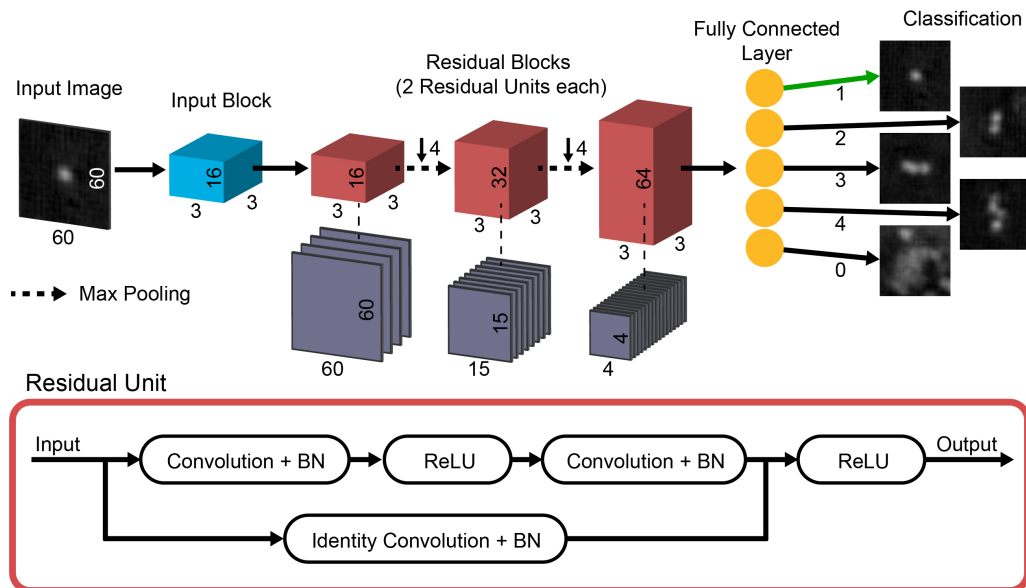 Classification
Fully Connected
Layer
Residual Blocks
(2 Residual Units each)
Input Image
Input Block
60
60
16
3
3
16
3
3
4
32
3
3
4
64
3
3
1
2
3
4
0
60
60
15
15
4
4
Max Pooling
Residual Unit
Input
Convolution + BN
ReLU
Convolution + BN
ReLU
Output
Identity Convolution + BN